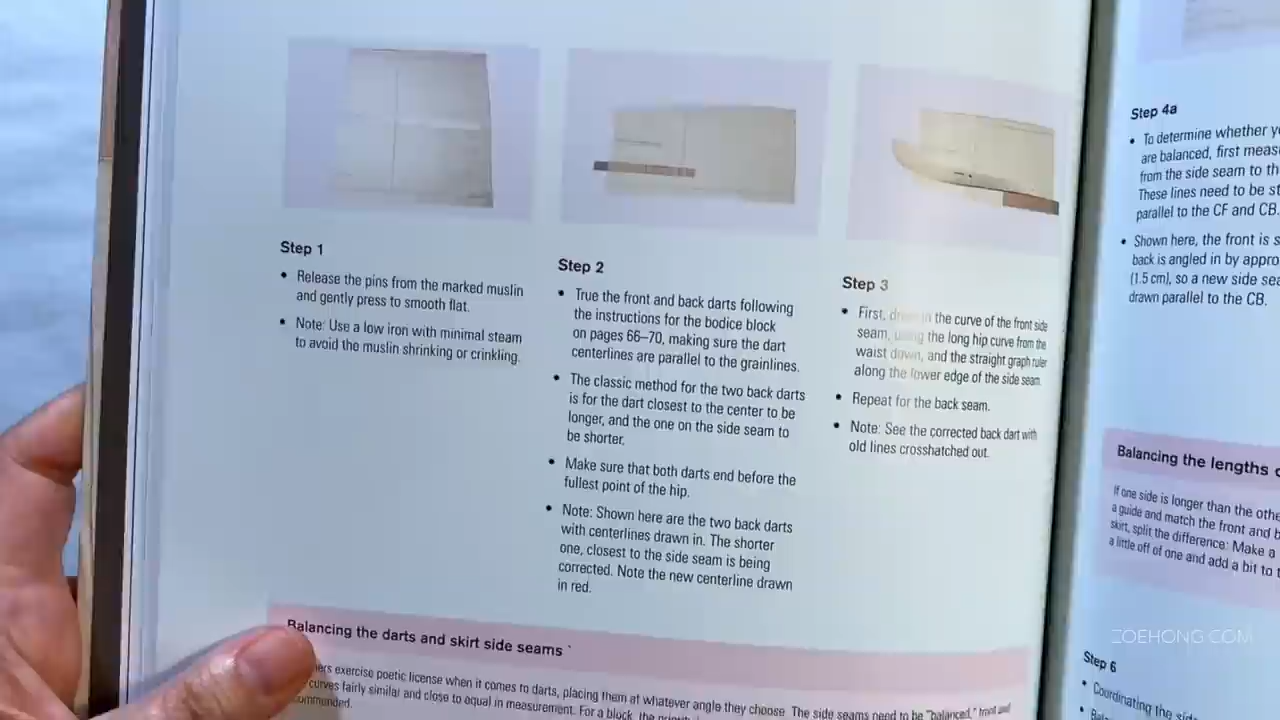 Step 1
• Release the pins from the marked muslin
and gently press to smooth flat.
• Note: Use a low iron with minimal steam
to avoid the muslin shrinking or crinkling.
Step 2
• True the front and back darts following
the instructions for the bodice block
on pages 66–70, making sure the dart
centerlines are parallel to the grainlines.
• The classic method for the two back darts
is for the dart closest to the center to be
longer, and the one on the side seam to
be shorter.
• Make sure that both darts end before the
fullest point of the hip.
• Note: Shown here are the two back darts
with centerlines drawn in. The shorter
one, closest to the side seam is being
corrected. Note the new centerline drawn
in red.
Step 3
• First, draw in the curve of the front side
seam, using the long hip curve from the
waist down, and the straight graph ruler
along the lower edge of the side seam.
• Repeat for the back seam.
• Note: See the corrected back dart with
old lines crosshatched out.
Balancing the darts and skirt side seams
exercise poetic license when it comes to darts, placing them at whatever angle they choose. The side seams need to be "balanced," front and
curves fairly similar and close to equal in measurement. For a block, the
Step 4a
• To determine whether
are balanced, first
from the side seam to
These lines need to be
parallel to the CF and CB.
• Shown here, the front is
back is angled in by
(1.5 cm), so a new side
drawn parallel to the CB.
Balancing the lengths
If one side is longer than the
a guide and match the front and
skirt, split the difference: Make a
a little off of one and add a bit to
Step 6
• Coordinating the
ZOEHONG.COM